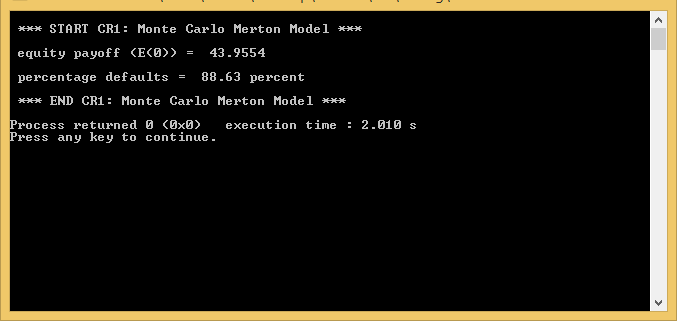 *** START CR1: Monte Carlo Merton Model ***
equity payoff (E(0)) =  43.9554
percentage defaults =  88.63 percent
*** END CR1: Monte Carlo Merton Model ***
Process returned 0 (0x0)   execution time : 2.010 s
Press any key to continue.